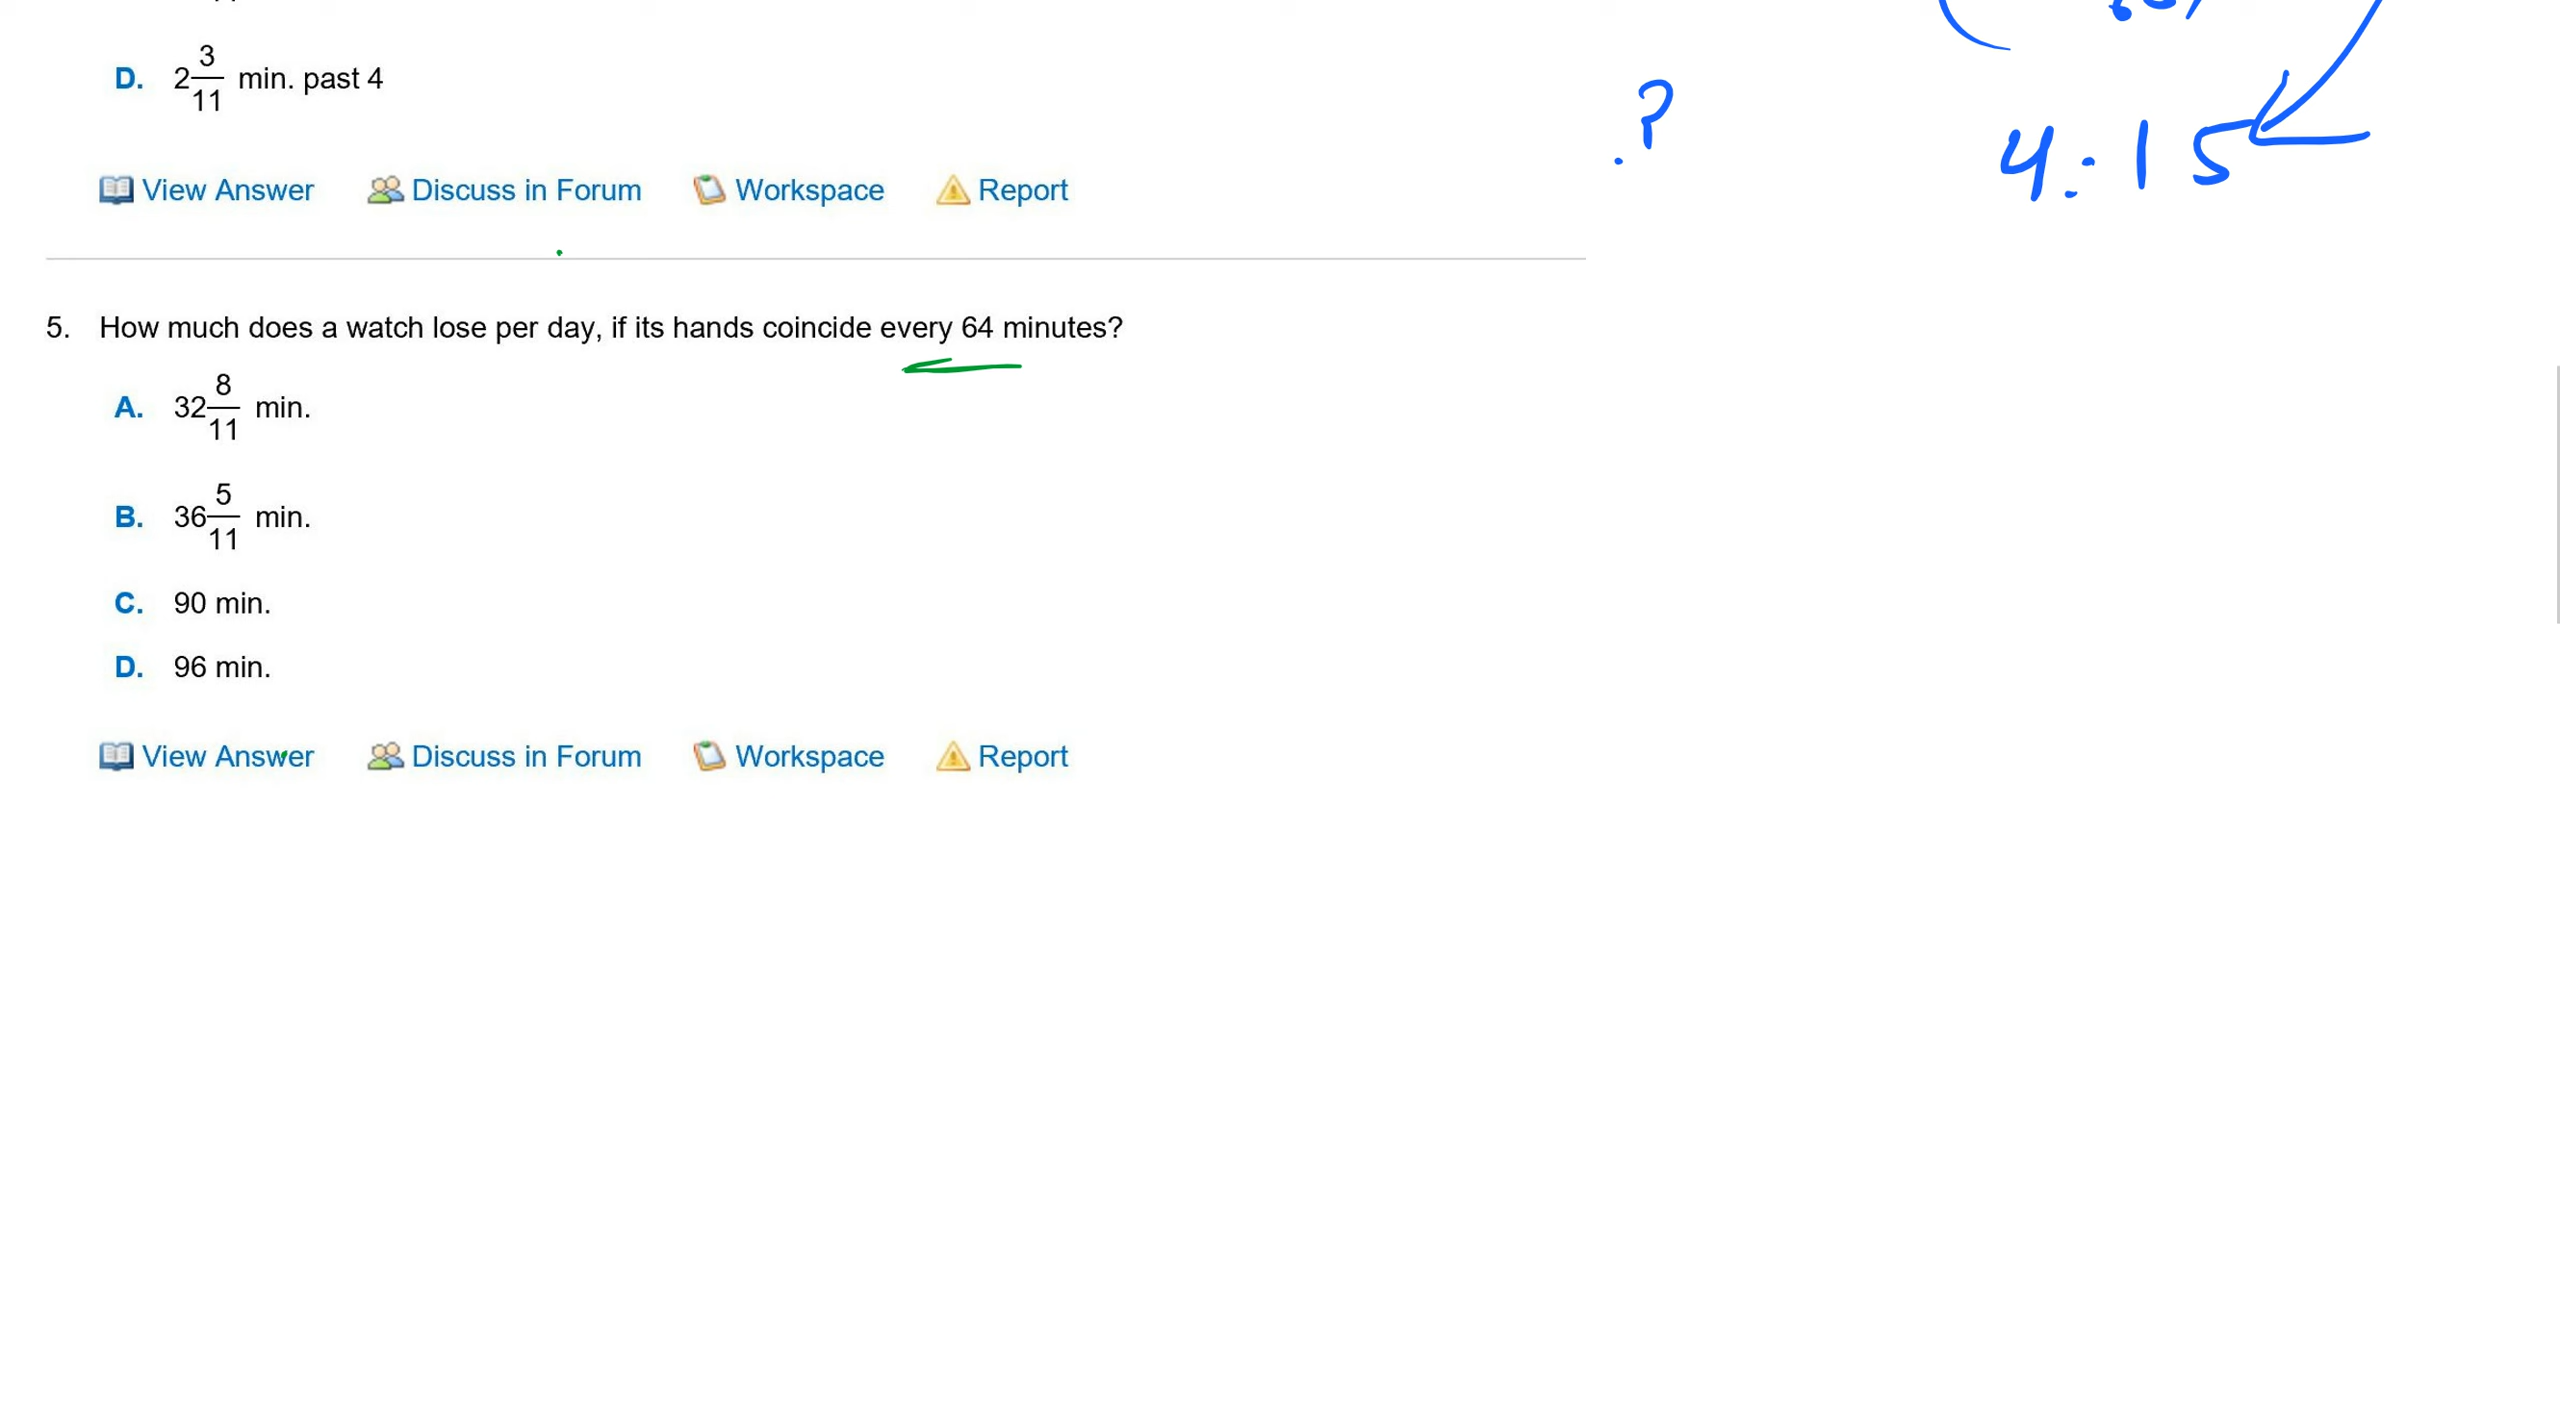 D. 2 3/11 min. past 4
?
4:15
View Answer Discuss in Forum Workspace Report
5. How much does a watch lose per day, if its hands coincide every 64 minutes?
A. 32 8/11 min.
B. 36 5/11 min.
C. 90 min.
D. 96 min.
View Answer Discuss in Forum Workspace Report